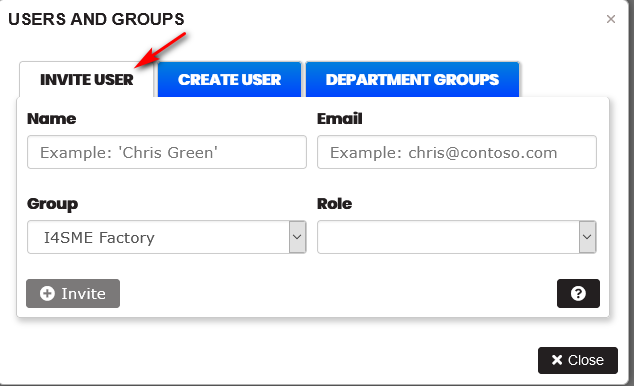 USERS AND GROUPS ×
INVITE USER CREATE USER DEPARTMENT GROUPS
Name Email
Example: 'Chris Green' Example: chris@contoso.com
Group Role
I4SME Factory
Invite ?
Close